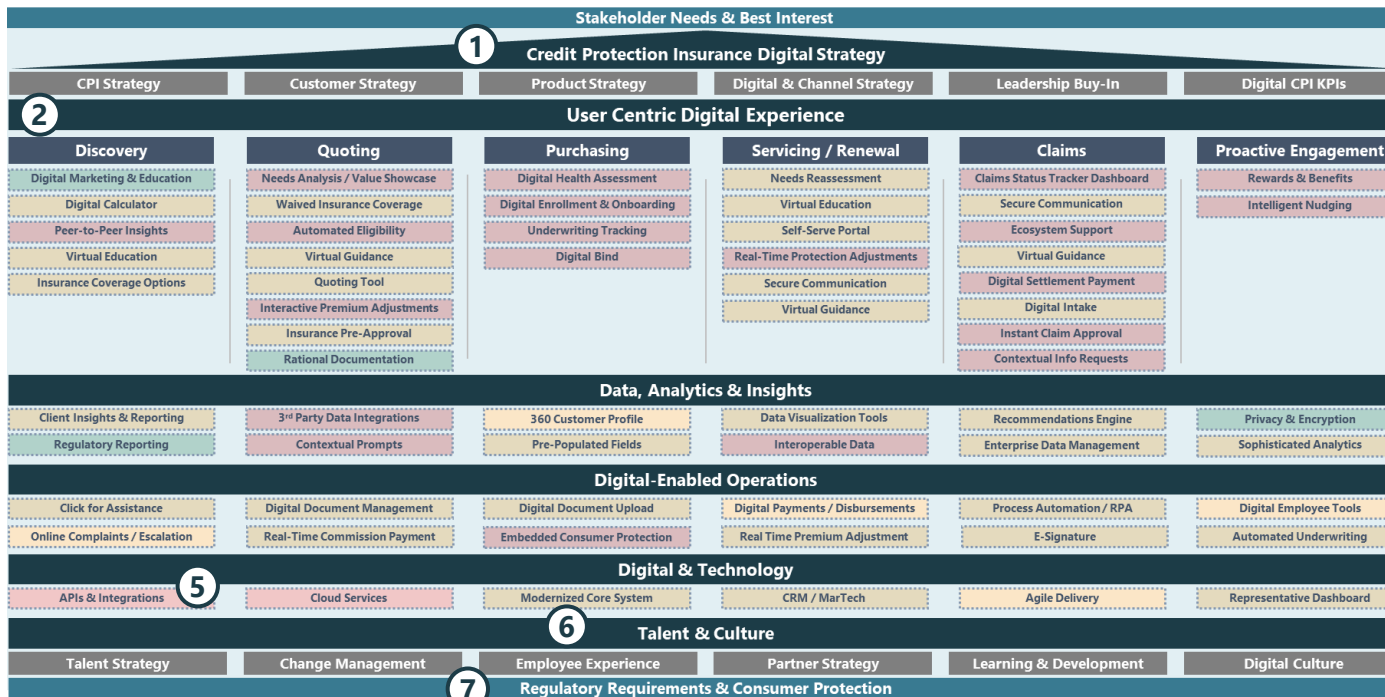 Stakeholder Needs & Best Interest
1
Credit Protection Insurance Digital Strategy
CPI Strategy
Customer Strategy
Product Strategy
Digital & Channel Strategy
Leadership Buy-In
Digital CPI KPIs
2
User Centric Digital Experience
Discovery
Digital Marketing & Education
Digital Calculator
Peer-to-Peer Insights
Virtual Education
Insurance Coverage Options
Quoting
Needs Analysis / Value Showcase
Waived Insurance Coverage
Automated Eligibility
Virtual Guidance
Quoting Tool
Interactive Premium Adjustments
Insurance Pre-Approval
Rational Documentation
Purchasing
Digital Health Assessment
Digital Enrollment & Onboarding
Underwriting Tracking
Digital Bind
Servicing / Renewal
Needs Reassessment
Virtual Education
Self-Serve Portal
Real-Time Protection Adjustments
Secure Communication
Virtual Guidance
Claims
Claims Status Tracker Dashboard
Secure Communication
Ecosystem Support
Virtual Guidance
Digital Settlement Payment
Digital Intake
Instant Claim Approval
Contextual Info Requests
Proactive Engagement
Rewards & Benefits
Intelligent Nudging
Data, Analytics & Insights
Client Insights & Reporting
3rd Party Data Integrations
360 Customer Profile
Data Visualization Tools
Recommendations Engine
Privacy & Encryption
Regulatory Reporting
Contextual Prompts
Pre-Populated Fields
Interoperable Data
Enterprise Data Management
Sophisticated Analytics
Digital-Enabled Operations
Click for Assistance
Digital Document Management
Digital Document Upload
Digital Payments / Disbursements
Process Automation / RPA
Digital Employee Tools
Online Complaints / Escalation
Real-Time Commission Payment
Embedded Consumer Protection
Real Time Premium Adjustment
E-Signature
Automated Underwriting
Digital & Technology
5
APIs & Integrations
Cloud Services
Modernized Core System
CRM / MarTech
Agile Delivery
Representative Dashboard
6
Talent & Culture
Talent Strategy
Change Management
Employee Experience
Partner Strategy
Learning & Development
Digital Culture
7
Regulatory Requirements & Consumer Protection